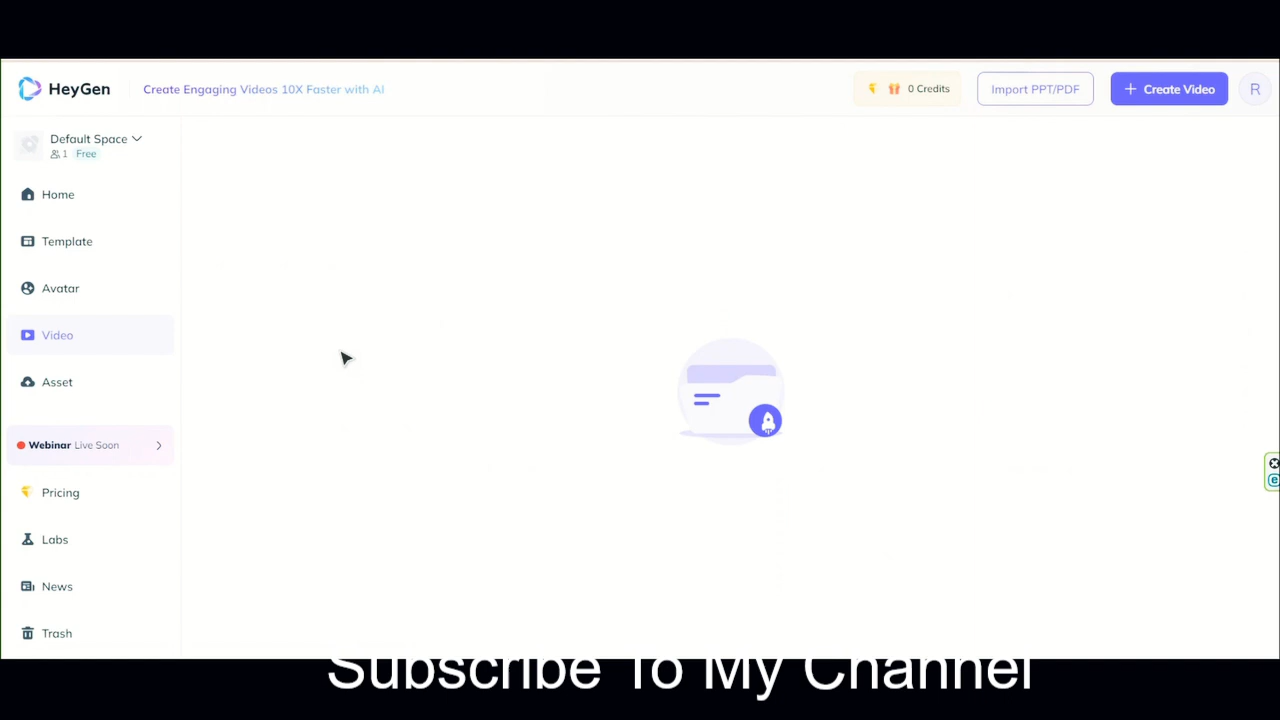 HeyGen
Create Engaging Videos 10X Faster with AI
0 Credits
Import PPT/PDF
+ Create Video
R
Default Space
1 Free
Home
Template
Avatar
Video
Asset
Webinar Live Soon
Pricing
Labs
News
Trash
Subscribe To My Channel